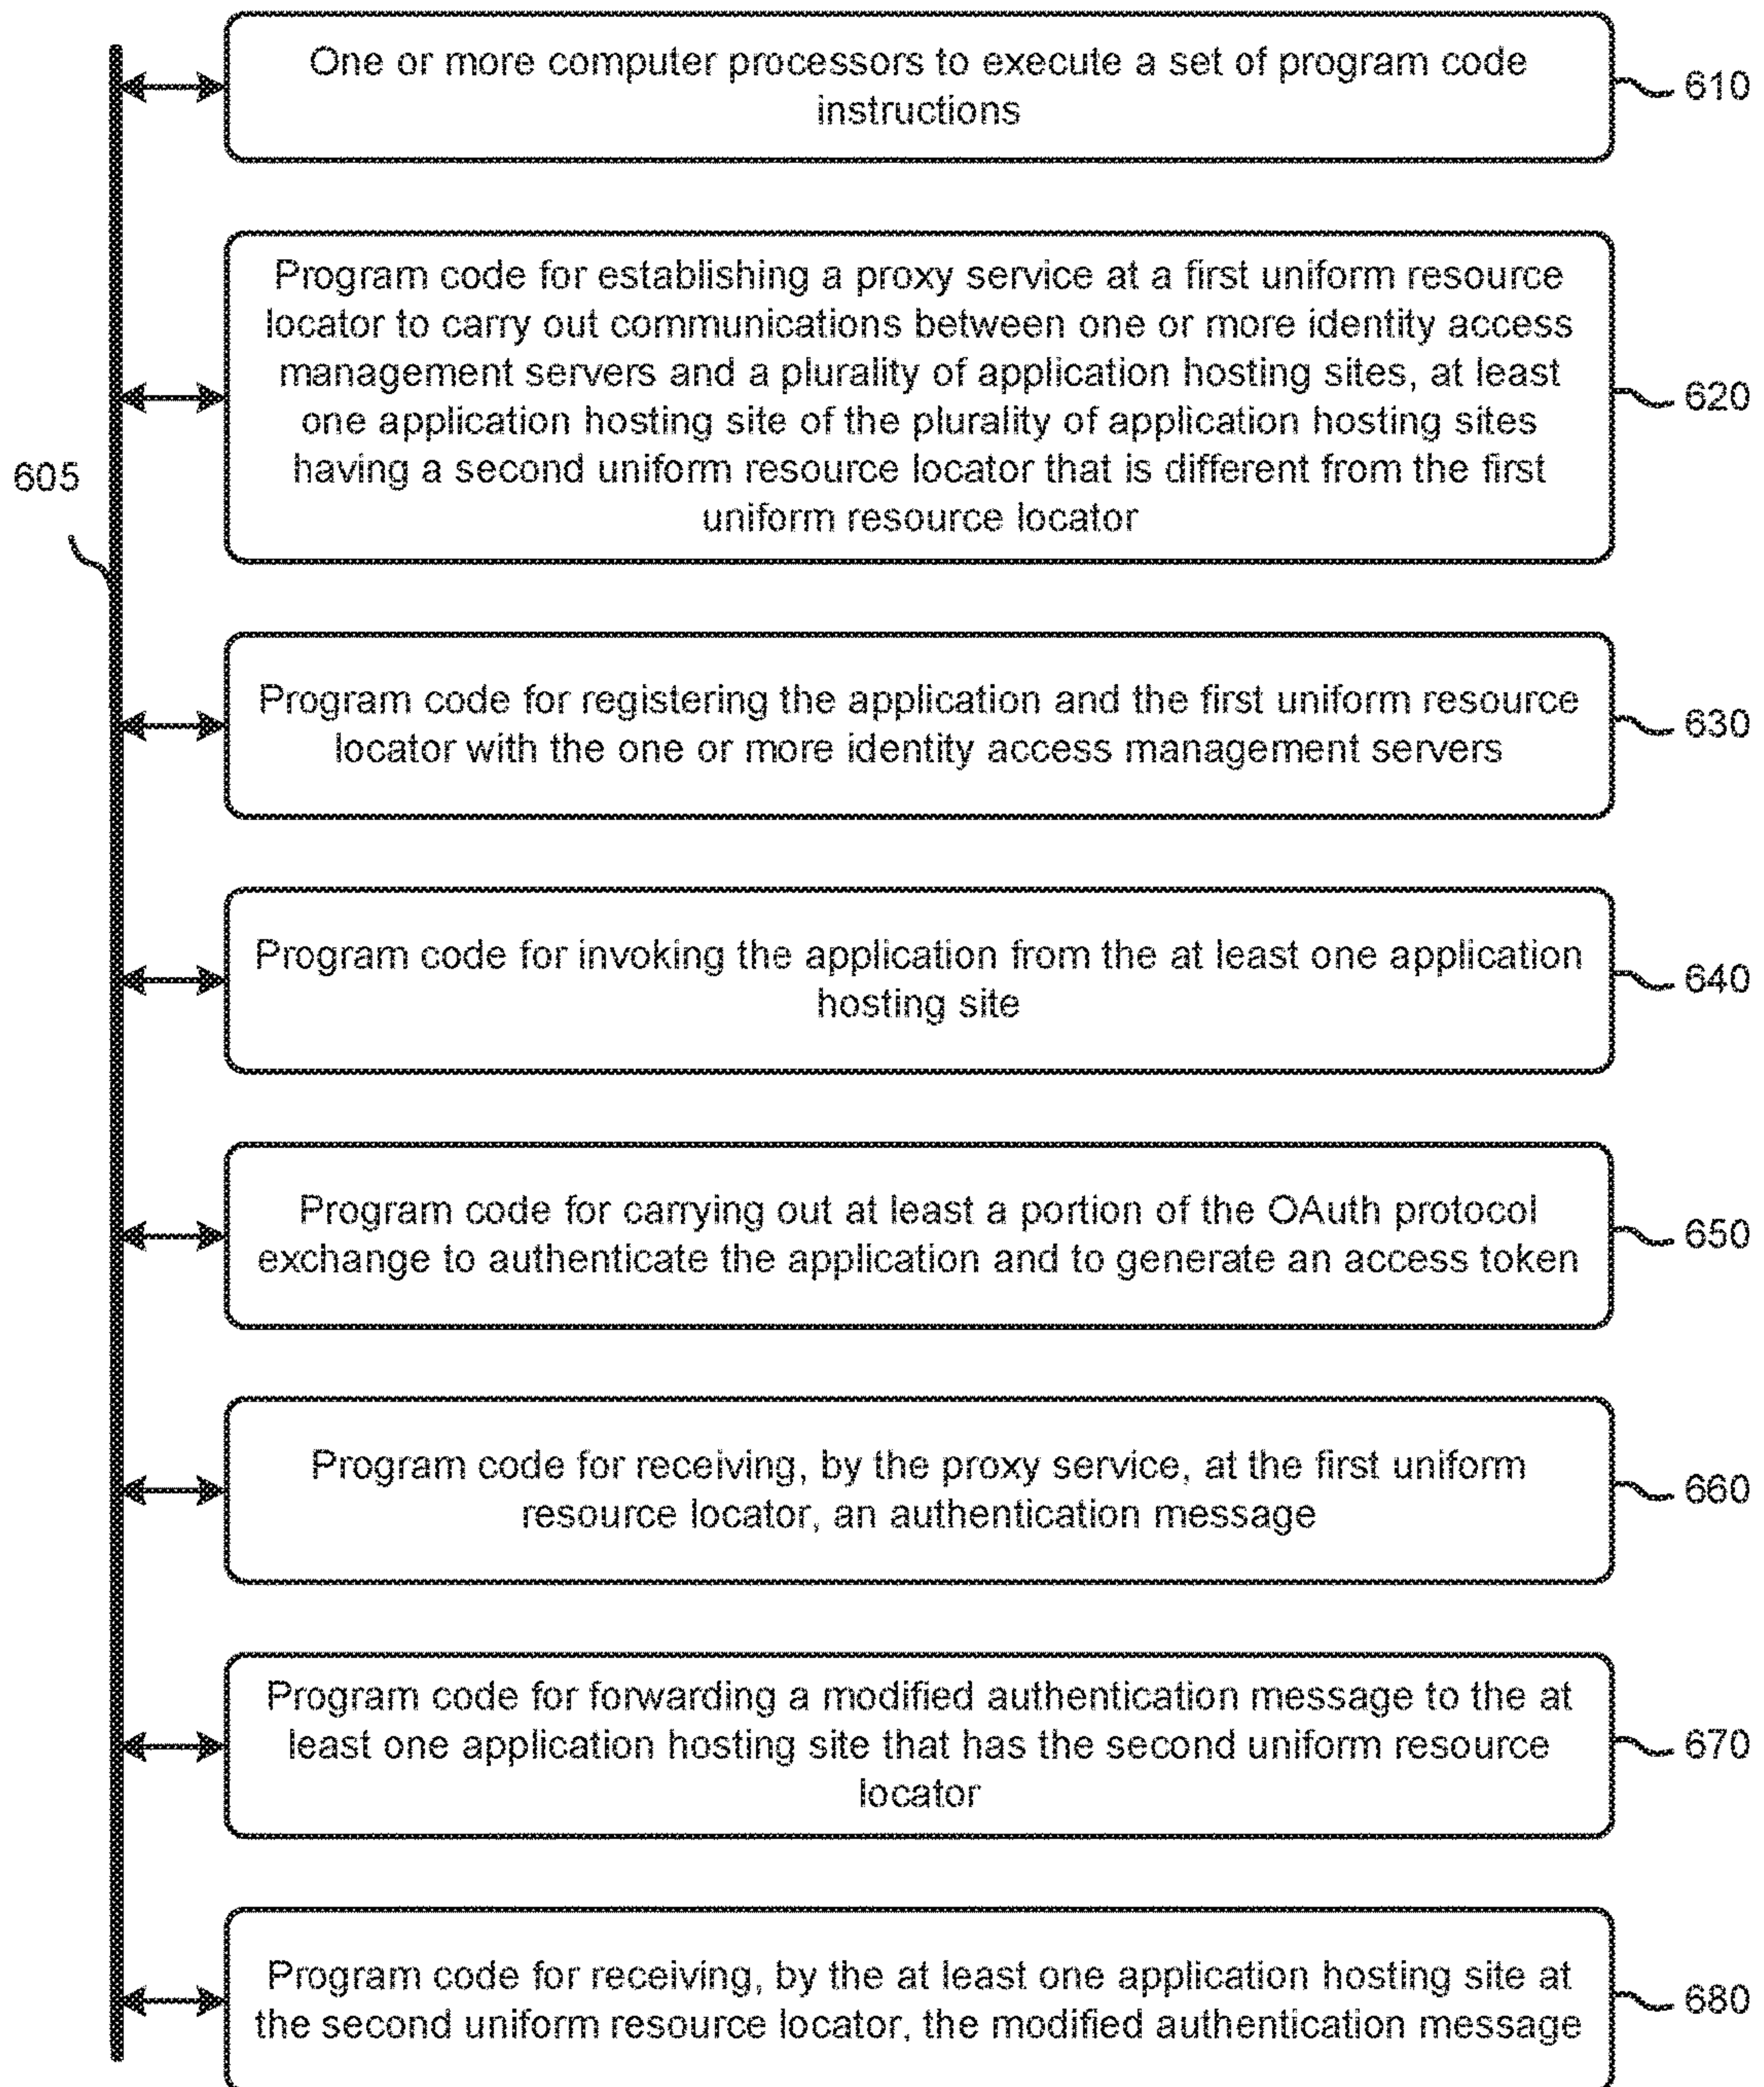 One or more computer processors to execute a set of program code
instructions
610
Program code for establishing a proxy service at a first uniform resource
locator to carry out communications between one or more identity access
management servers and a plurality of application hosting sites, at least
one application hosting site of the plurality of application hosting sites
having a second uniform resource locator that is different from the first
uniform resource locator
620
605
Program code for registering the application and the first uniform resource
locator with the one or more identity access management servers
630
Program code for invoking the application from the at least one application
hosting site
640
Program code for carrying out at least a portion of the OAuth protocol
exchange to authenticate the application and to generate an access token
650
Program code for receiving, by the proxy service, at the first uniform
resource locator, an authentication message
660
Program code for forwarding a modified authentication message to the at
least one application hosting site that has the second uniform resource
locator
670
Program code for receiving, by the at least one application hosting site at
the second uniform resource locator, the modified authentication message
680